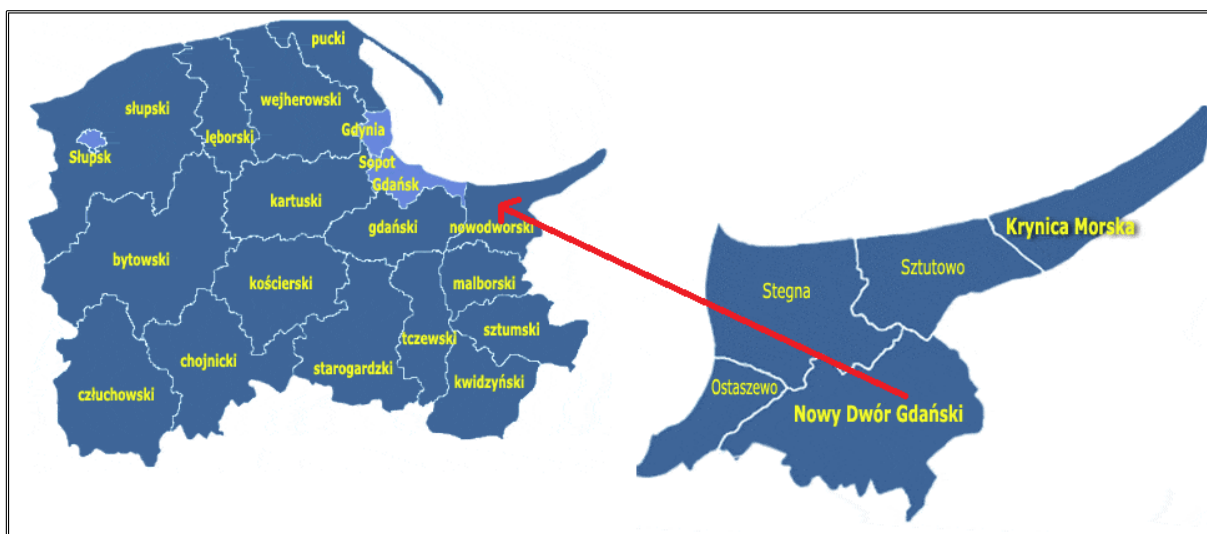 pucki
wejherowski
słupski
lęborski
Gdynia
Słupsk
Sopot
Gdańsk
kartuski
gdański
nowodworski
bytowski
kościerski
malborski
sztumski
tczewski
chojnicki
starogardzki
kwidzyński
człuchowski
Krynica Morska
Sztutowo
Stegna
Ostaszewo
Nowy Dwór Gdański